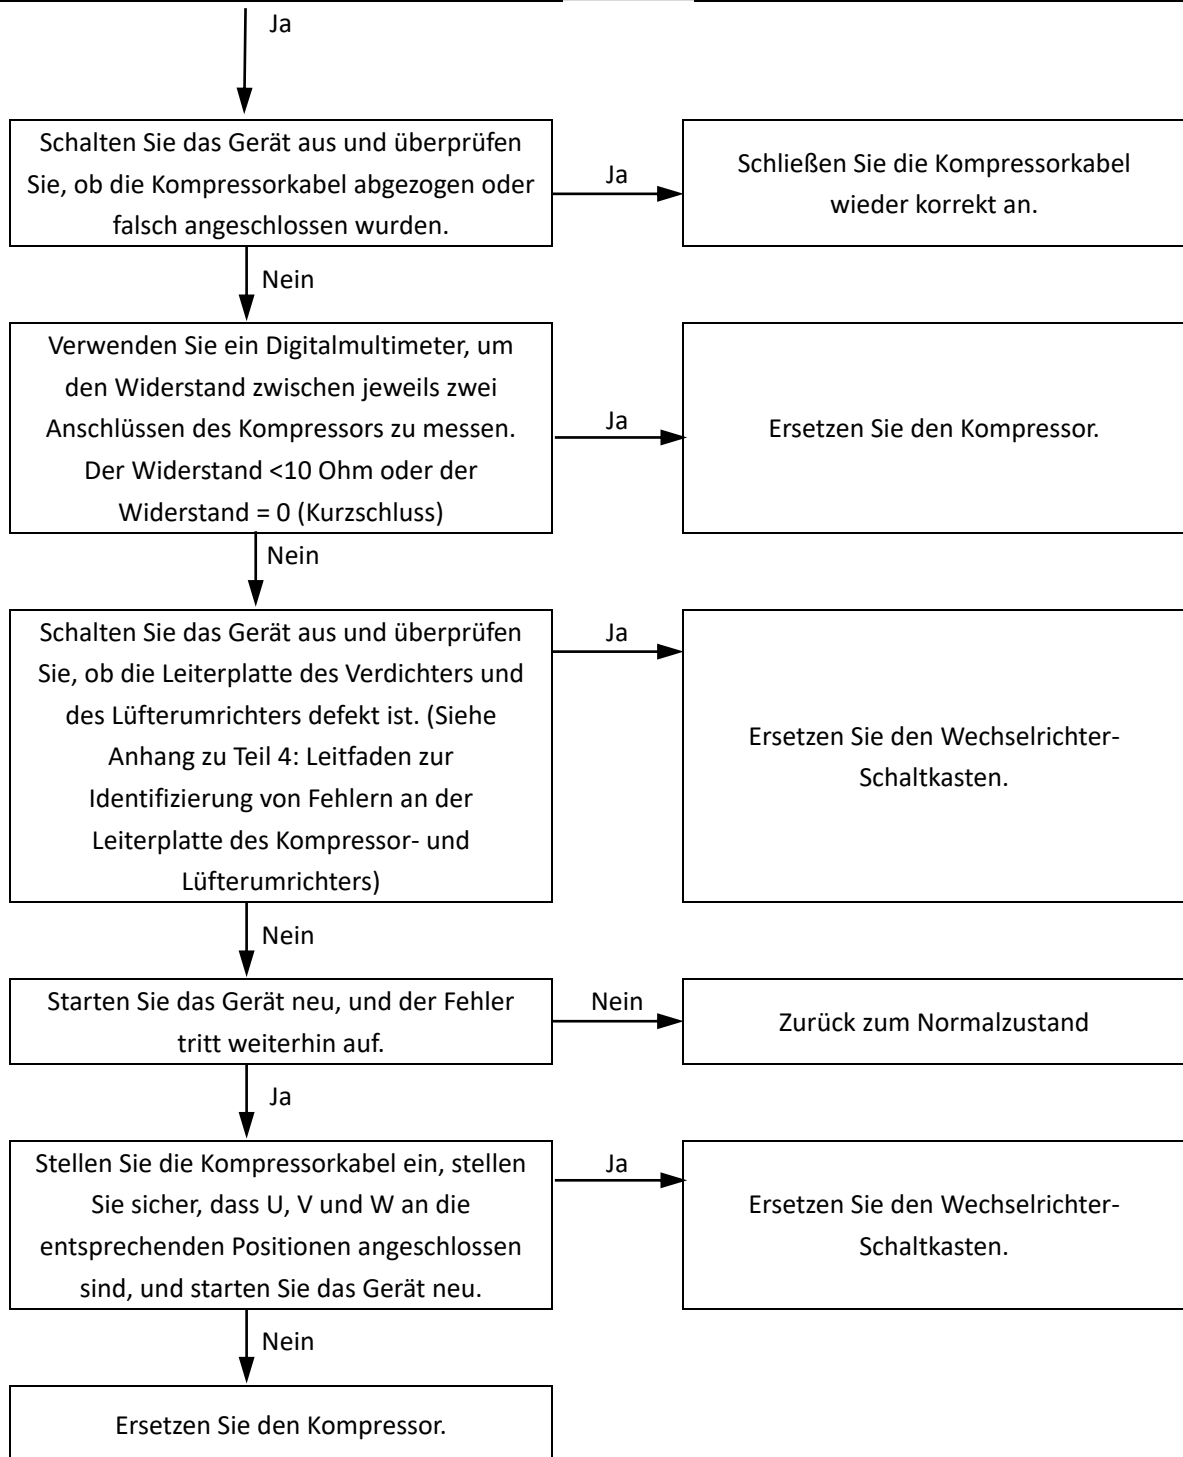 Ja
Schalten Sie das Gerät aus und überprüfen
Sie, ob die Kompressorkabel abgezogen oder
falsch angeschlossen wurden.
Ja
Schließen Sie die Kompressorkabel
wieder korrekt an.
Nein
Verwenden Sie ein Digitalmultimeter, um
den Widerstand zwischen jeweils zwei
Anschlüssen des Kompressors zu messen.
Der Widerstand <10 Ohm oder der
Widerstand = 0 (Kurzschluss)
Ja
Ersetzen Sie den Kompressor.
Nein
Schalten Sie das Gerät aus und überprüfen
Sie, ob die Leiterplatte des Verdichters und
des Lüfterumrichters defekt ist. (Siehe
Anhang zu Teil 4: Leitfaden zur
Identifizierung von Fehlern an der
Leiterplatte des Kompressor- und
Lüfterumrichters)
Ja
Ersetzen Sie den Wechselrichter-
Schaltkasten.
Nein
Starten Sie das Gerät neu, und der Fehler
tritt weiterhin auf.
Nein
Zurück zum Normalzustand
Ja
Stellen Sie die Kompressorkabel ein, stellen
Sie sicher, dass U, V und W an die
entsprechenden Positionen angeschlossen
sind, und starten Sie das Gerät neu.
Ja
Ersetzen Sie den Wechselrichter-
Schaltkasten.
Nein
Ersetzen Sie den Kompressor.